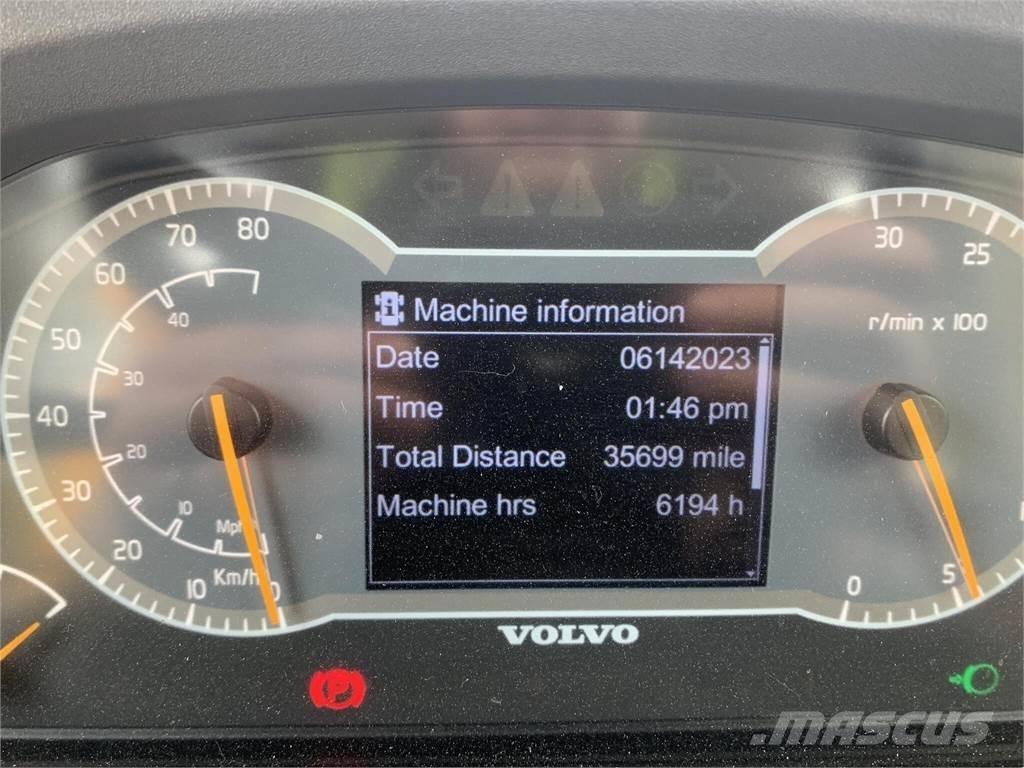 Machine information
Date 06142023
Time 01:46 pm
Total Distance 35699 mile
Machine hrs 6194 h
80
70
60
50
40
30
20
10
0
40
30
20
10
Mph
Km/h
30
25
r/min x 100
5
0
VOLVO
P
MASCUS